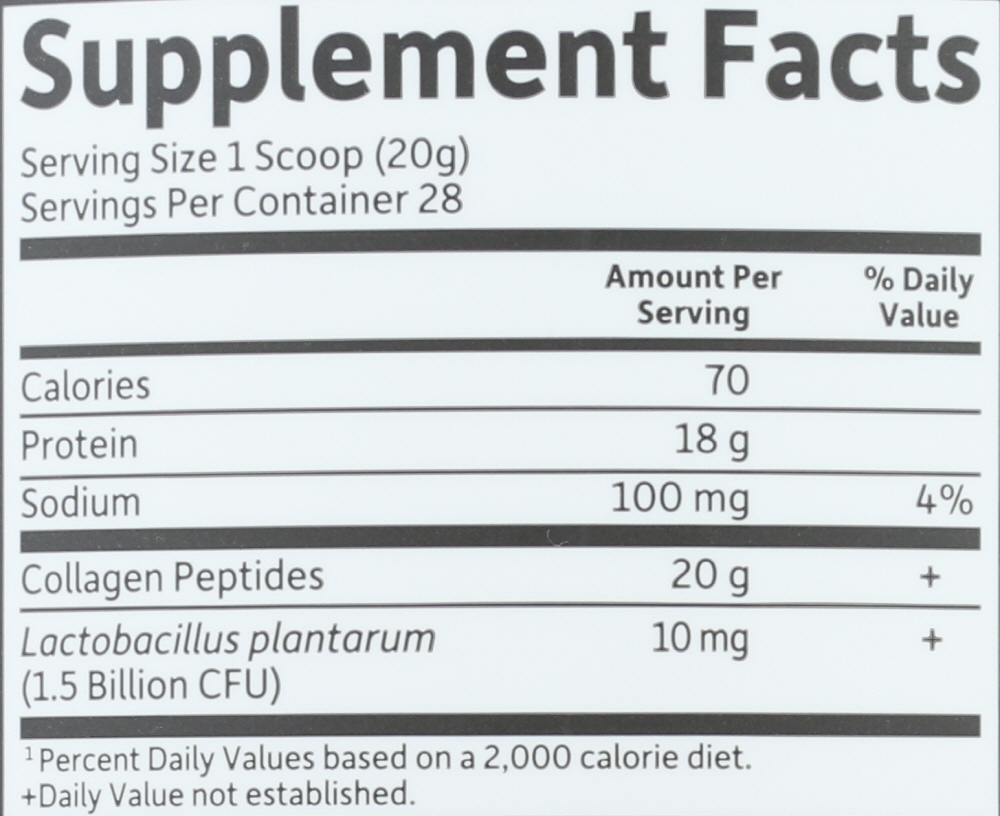 Supplement Facts
Serving Size 1 Scoop (20g)
Servings Per Container 28
Amount Per Serving % Daily Value
Calories 70
Protein 18 g
Sodium 100 mg 4%
Collagen Peptides 20 g +
Lactobacillus plantarum 10 mg +
(1.5 Billion CFU)
¹ Percent Daily Values based on a 2,000 calorie diet.
+Daily Value not established.